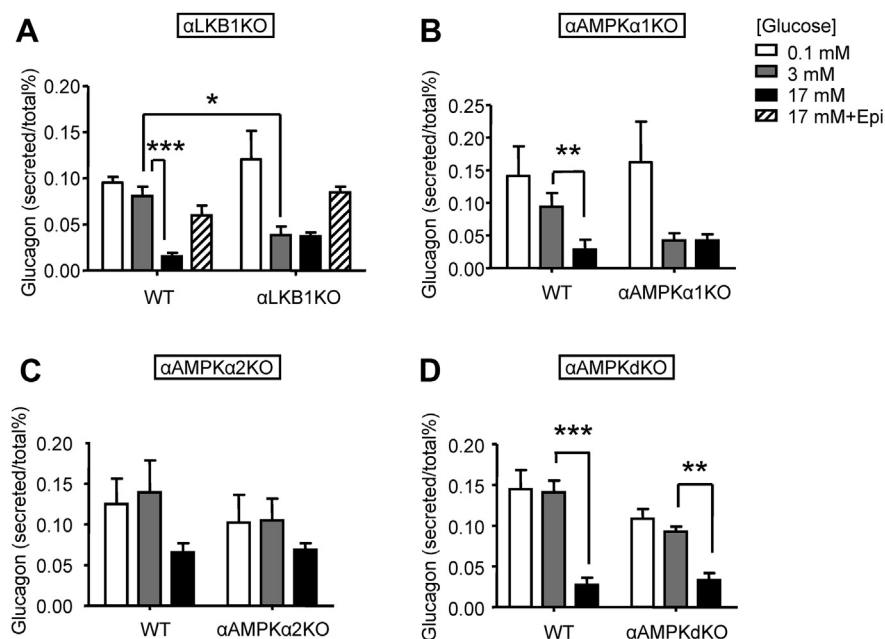 A
αLKB1KO
Glucagon (secreted/total%)
0.20
0.15
0.10
0.05
0.00
*
***
WT
αLKB1KO
B
αAMPKα1KO
Glucagon (secreted/total%)
0.25
0.20
0.15
0.10
0.05
0.00
**
WT
αAMPKα1KO
[Glucose]
0.1 mM
3 mM
17 mM
17 mM+Epi
C
αAMPKα2KO
Glucagon (secreted/total%)
0.20
0.15
0.10
0.05
0.00
WT
αAMPKα2KO
D
αAMPKdKO
Glucagon (secreted/total%)
0.20
0.15
0.10
0.05
0.00
***
**
WT
αAMPKdKO